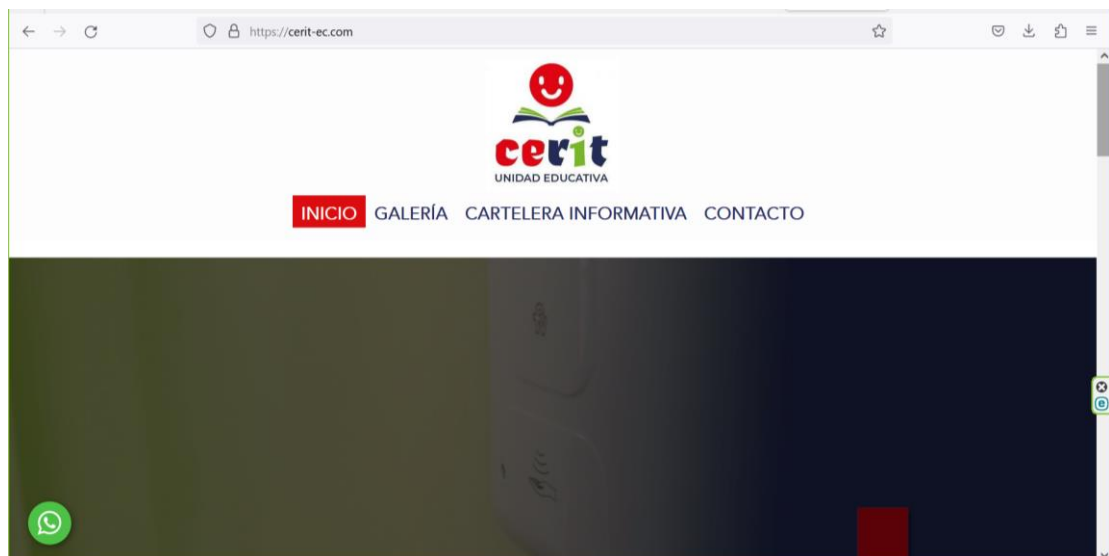 https://cerit-ec.com
cerit
UNIDAD EDUCATIVA
INICIO GALERÍA CARTELERA INFORMATIVA CONTACTO